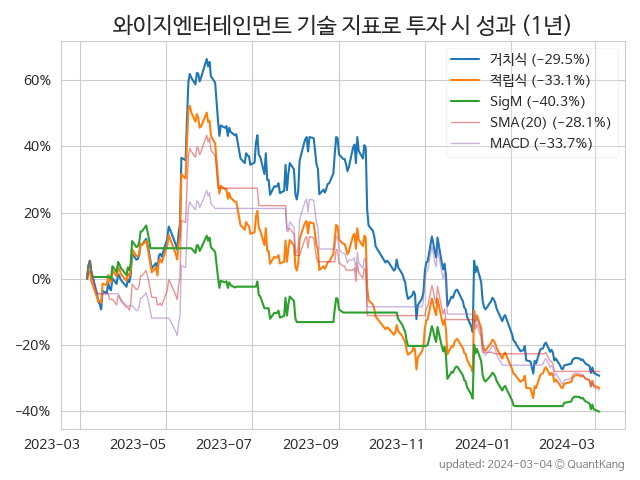 와이지엔터테인먼트 기술 지표로 투자 시 성과 (1년)
거치식 (−29.5%)
적립식 (−33.1%)
SigM (−40.3%)
SMA(20) (−28.1%)
MACD (−33.7%)
60%
40%
20%
0%
−20%
−40%
2023-03 2023-05 2023-07 2023-09 2023-11 2024-01 2024-03
updated: 2024-03-04 © QuantKang